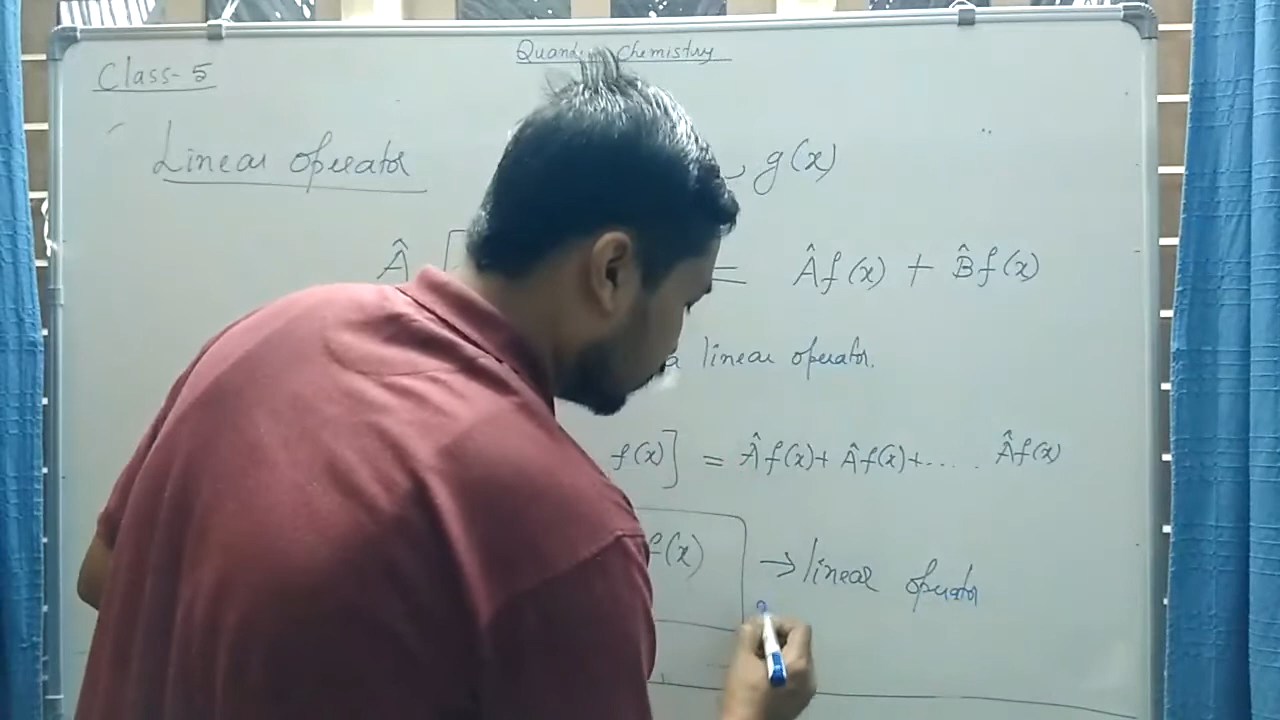 Quantum Chemistry
Class-5
Linear operator g(x)
Â [ = Âf(x) + B̂f(x)
a linear operator.
f(x)] = Âf(x)+ Âf(x)+..... Âf(x)
f(x) → linear operator